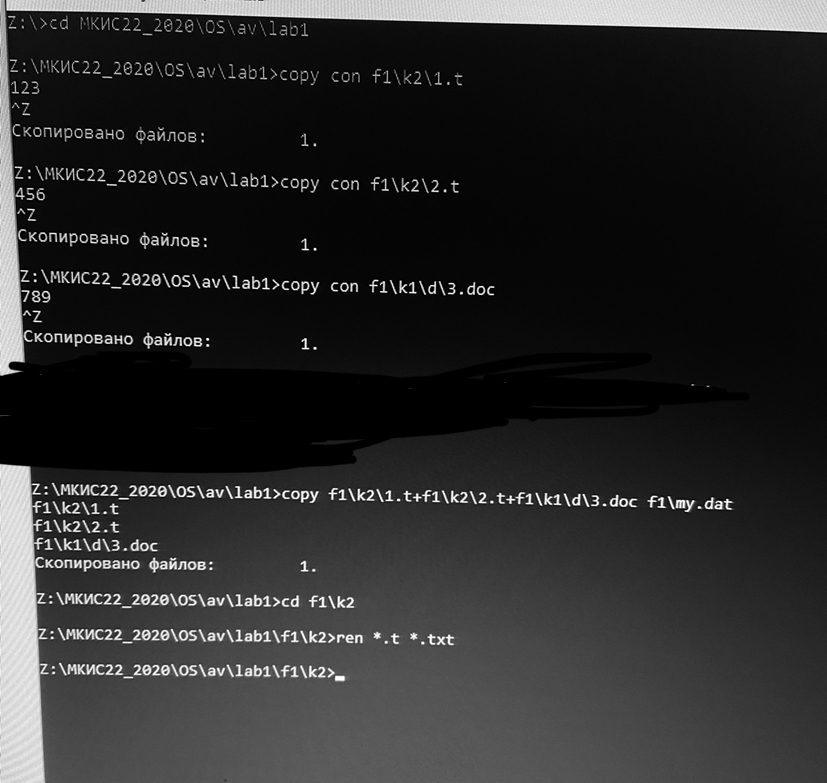 Z:\>cd МКИС22_2020\OS\av\lab1
Z:\МКИС22_2020\OS\av\lab1>copy con f1\k2\1.t
123
^Z
Скопировано файлов: 1.
Z:\МКИС22_2020\OS\av\lab1>copy con f1\k2\2.t
456
^Z
Скопировано файлов: 1.
Z:\МКИС22_2020\OS\av\lab1>copy con f1\k1\d\3.doc
789
^Z
Скопировано файлов: 1.
Z:\МКИС22_2020\OS\av\lab1>copy f1\k2\1.t+f1\k2\2.t+f1\k1\d\3.doc f1\my.dat
f1\k2\1.t
f1\k2\2.t
f1\k1\d\3.doc
Скопировано файлов: 1.
Z:\МКИС22_2020\OS\av\lab1>cd f1\k2
Z:\МКИС22_2020\OS\av\lab1\f1\k2>ren *.t *.txt
Z:\МКИС22_2020\OS\av\lab1\f1\k2>